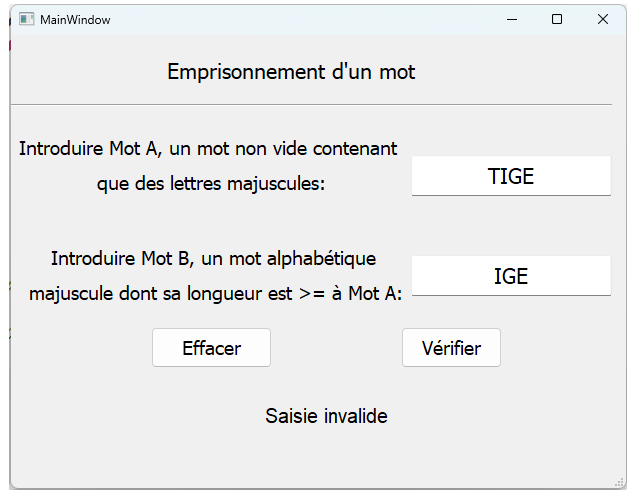 MainWindow
Emprisonnement d'un mot
Introduire Mot A, un mot non vide contenant
que des lettres majuscules:
TIGE
Introduire Mot B, un mot alphabétique
majuscule dont sa longueur est >= à Mot A:
IGE
Effacer
Vérifier
Saisie invalide